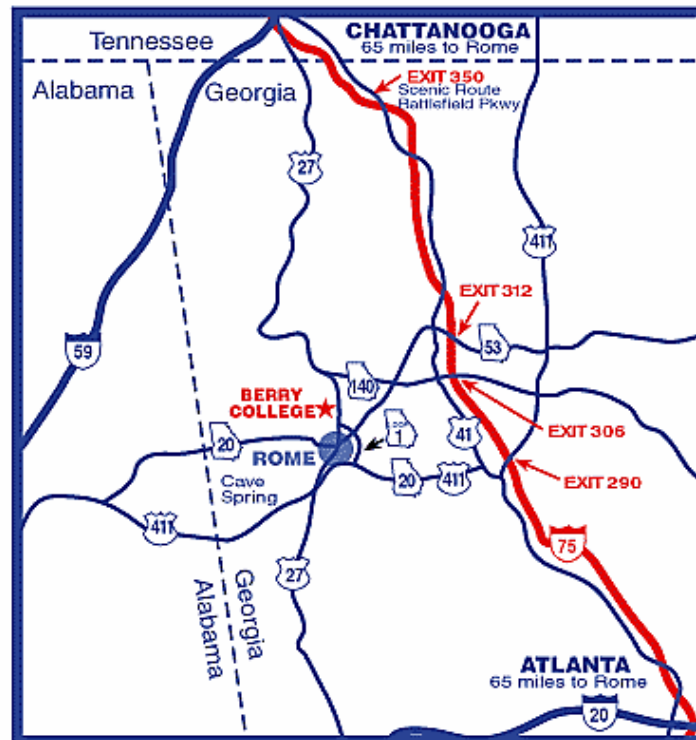 Tennessee
CHATTANOOGA
65 miles to Rome
Alabama
Georgia
EXIT 350
Scenic Route
Battlefield Pkwy
27
411
EXIT 312
59
53
BERRY
COLLEGE
140
1
EXIT 306
20
ROME
41
Cave
Spring
20
411
EXIT 290
411
75
27
Alabama
Georgia
ATLANTA
65 miles to Rome
20